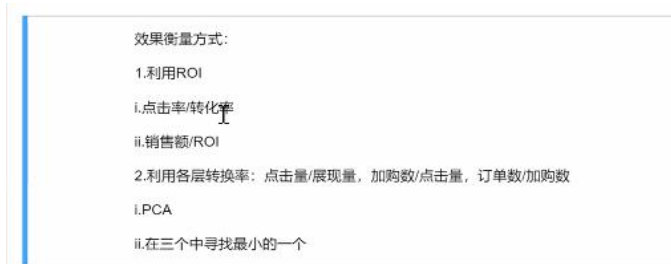 效果衡量方式：
1.利用ROI
i.点击率/转化率
ii.销售额/ROI
2.利用各层转换率：点击量/展现量，加购数/点击量，订单数/加购数
i.PCA
ii.在三个中寻找最小的一个